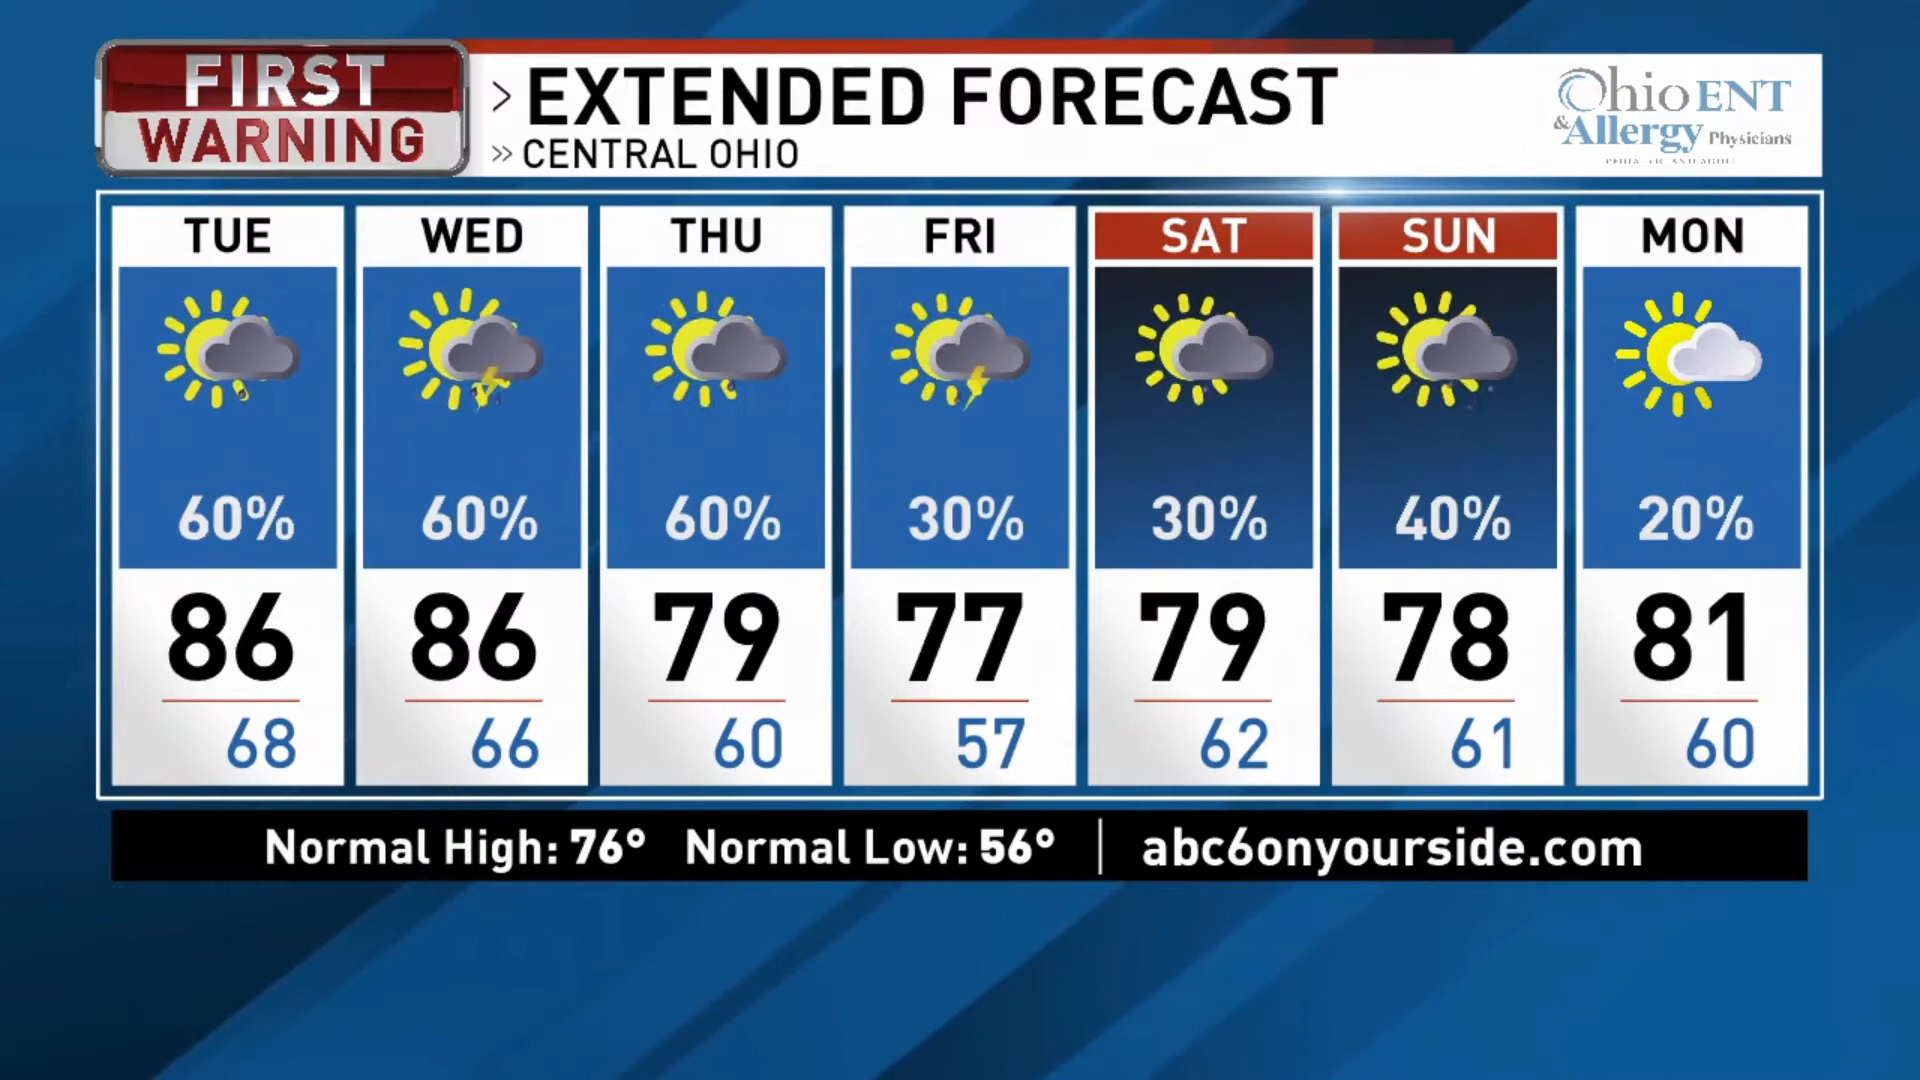 FIRST
WARNING
> EXTENDED FORECAST
» CENTRAL OHIO
Ohio ENT
& Allergy Physicians
TUE WED THU FRI SAT SUN MON
60% 60% 60% 30% 30% 40% 20%
86 86 79 77 79 78 81
68 66 60 57 62 61 60
Normal High: 76° Normal Low: 56° | abc6onyourside.com